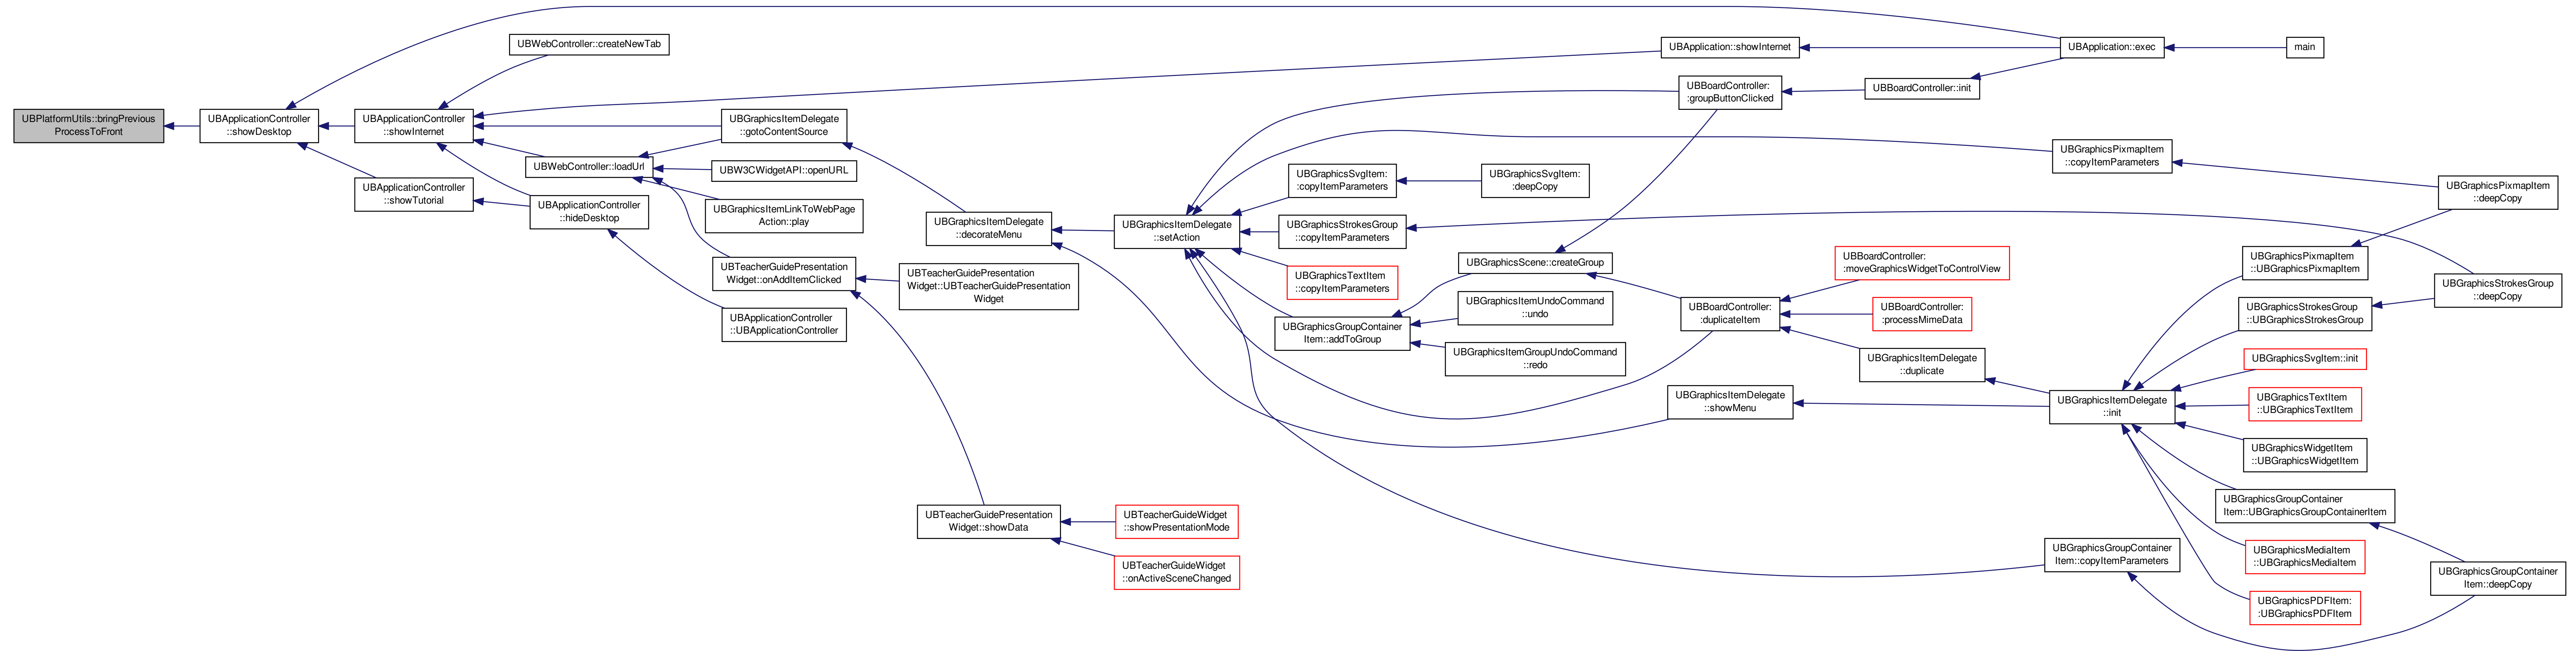 UBPlatformUtils::bringPrevious
ProcessToFront
UBApplicationController
::showDesktop
UBApplicationController
::showInternet
UBApplicationController
::showTutorial
UBWebController::createNewTab
UBWebController::loadUrl
UBApplicationController
::hideDesktop
UBGraphicsItemDelegate
::gotoContentSource
UBW3CWidgetAPI::openURL
UBGraphicsItemLinkToWebPage
Action::play
UBTeacherGuidePresentation
Widget::onAddItemClicked
UBApplicationController
::UBApplicationController
UBGraphicsItemDelegate
::decorateMenu
UBTeacherGuidePresentation
Widget::UBTeacherGuidePresentation
Widget
UBTeacherGuidePresentation
Widget::showData
UBGraphicsItemDelegate
::setAction
UBTeacherGuideWidget
::showPresentationMode
UBTeacherGuideWidget
::onActiveSceneChanged
UBGraphicsSvgItem:
:copyItemParameters
UBGraphicsStrokesGroup
::copyItemParameters
UBGraphicsTextItem
::copyItemParameters
UBGraphicsGroupContainer
Item::addToGroup
UBGraphicsSvgItem:
:deepCopy
UBGraphicsScene::createGroup
UBGraphicsItemUndoCommand
::undo
UBGraphicsItemGroupUndoCommand
::redo
UBApplication::showInternet
UBBoardController:
:groupButtonClicked
UBBoardController:
:duplicateItem
UBGraphicsItemDelegate
::showMenu
UBBoardController::init
UBBoardController:
:moveGraphicsWidgetToControlView
UBBoardController:
:processMimeData
UBGraphicsItemDelegate
::duplicate
UBApplication::exec
UBGraphicsPixmapItem
::copyItemParameters
UBGraphicsItemDelegate
::init
UBGraphicsGroupContainer
Item::copyItemParameters
main
UBGraphicsPixmapItem
::UBGraphicsPixmapItem
UBGraphicsStrokesGroup
::UBGraphicsStrokesGroup
UBGraphicsSvgItem::init
UBGraphicsTextItem
::UBGraphicsTextItem
UBGraphicsWidgetItem
::UBGraphicsWidgetItem
UBGraphicsGroupContainer
Item::UBGraphicsGroupContainerItem
UBGraphicsMediaItem
::UBGraphicsMediaItem
UBGraphicsPDFItem:
:UBGraphicsPDFItem
UBGraphicsPixmapItem
::deepCopy
UBGraphicsStrokesGroup
::deepCopy
UBGraphicsGroupContainer
Item::deepCopy